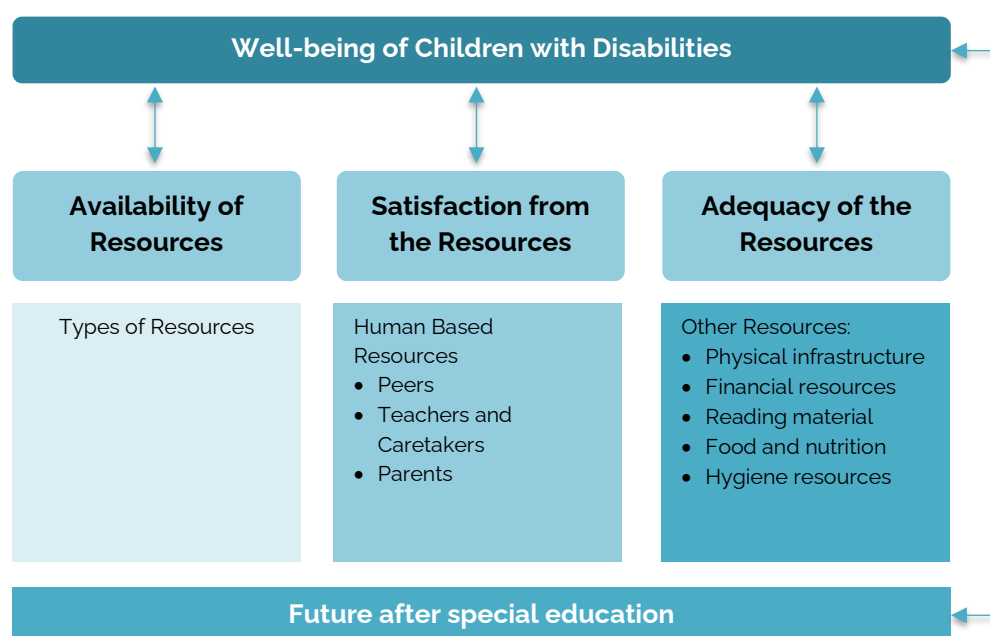 Well-being of Children with Disabilities
Availability of
Resources
Satisfaction from
the Resources
Adequacy of the
Resources
Types of Resources
Human Based
Resources
• Peers
• Teachers and
Caretakers
• Parents
Other Resources:
• Physical infrastructure
• Financial resources
• Reading material
• Food and nutrition
• Hygiene resources
Future after special education